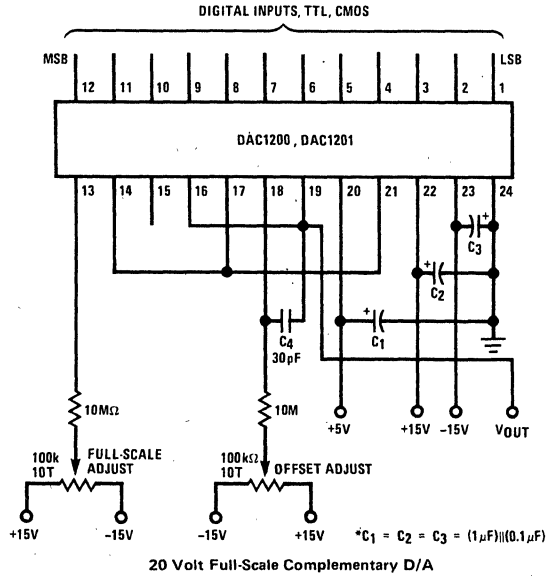 DIGITAL INPUTS, TTL, CMOS
MSB
LSB
12 11 10 9 8 7 6 5 4 3 2 1
DAC1200, DAC1201
13 14 15 16 17 18 19 20 21 22 23 24
+
C3
+
C2
+
C1
C4
30pF
10MΩ
10M
+5V
+15V
-15V
VOUT
100k
10T
FULL-SCALE
ADJUST
100kΩ
10T
OFFSET ADJUST
+15V
-15V
-15V
+15V
*C1 = C2 = C3 = (1μF)||(0.1μF)
20 Volt Full-Scale Complementary D/A